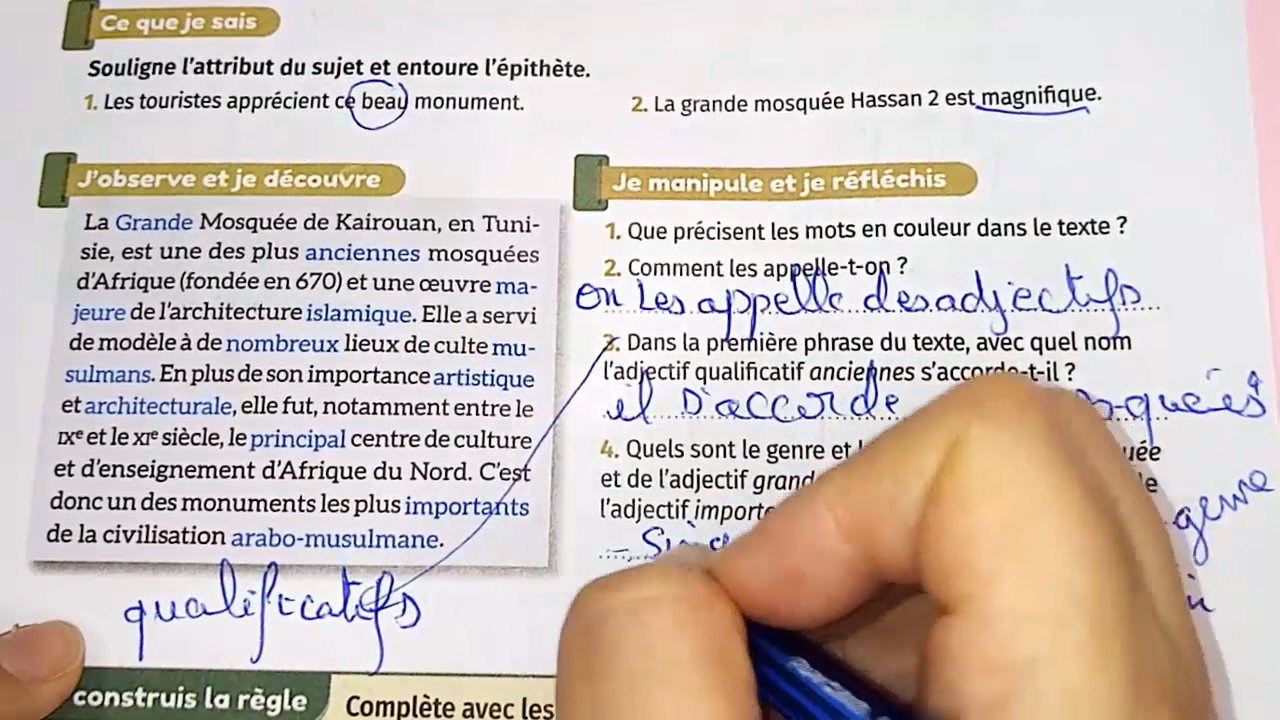 Ce que je sais
Souligne l'attribut du sujet et entoure l'épithète.
1. Les touristes apprécient ce beau monument.
2. La grande mosquée Hassan 2 est magnifique.
J'observe et je découvre
La Grande Mosquée de Kairouan, en Tuni-
sie, est une des plus anciennes mosquées
d'Afrique (fondée en 670) et une œuvre ma-
jeure de l'architecture islamique. Elle a servi
de modèle à de nombreux lieux de culte mu-
sulmans. En plus de son importance artistique
et architecturale, elle fut, notamment entre le
IXe et le XIe siècle, le principal centre de culture
et d'enseignement d'Afrique du Nord. C'est
donc un des monuments les plus importants
de la civilisation arabo-musulmane.
qualificatifs
Je manipule et je réfléchis
1. Que précisent les mots en couleur dans le texte ?
2. Comment les appelle-t-on ?
on les appelle des adjectifs
3. Dans la première phrase du texte, avec quel nom
l'adjectif qualificatif anciennes s'accorde-t-il ?
il s'accorde
4. Quels sont le genre et
et de l'adjectif grand
l'adjectif
genre
construis la règle
Complète avec les